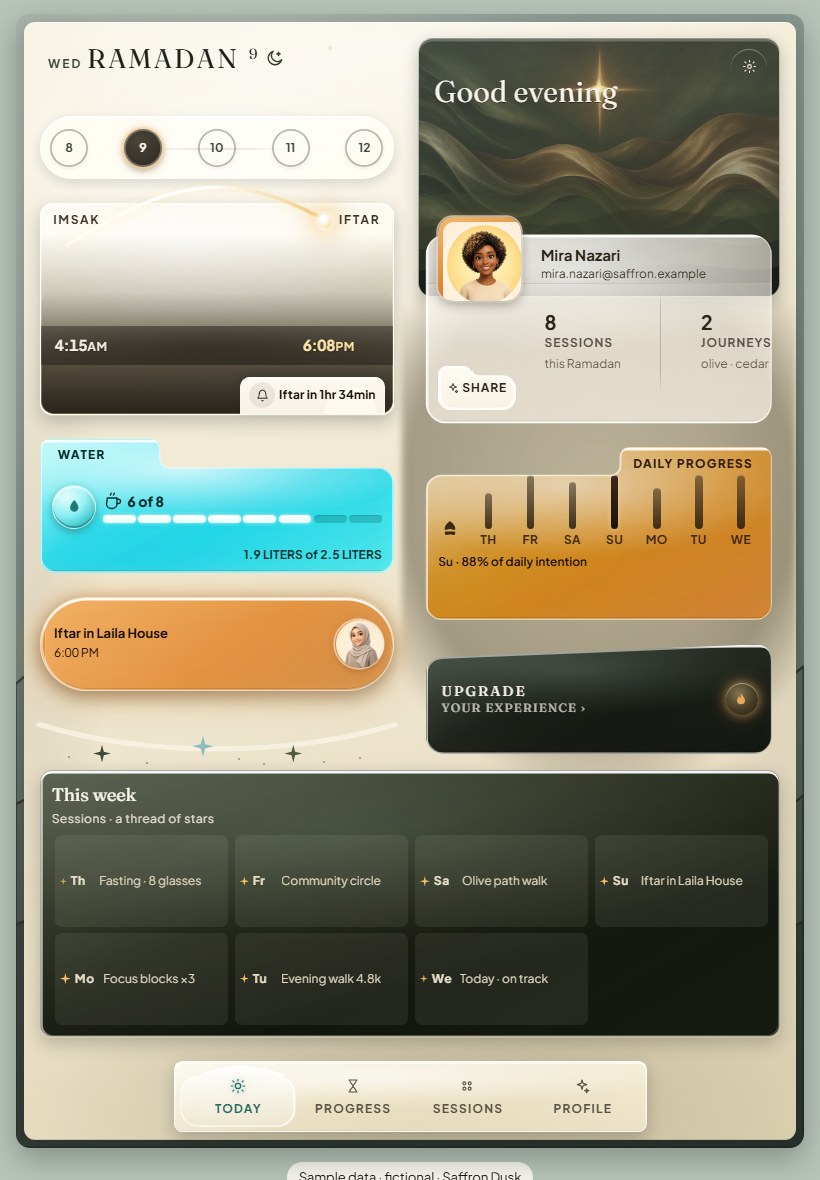 WED RAMADAN 9
8 9 10 11 12
IMSAK IFTAR
4:15AM 6:08PM
Iftar in 1hr 34min
WATER
6 of 8
1.9 LITERS of 2.5 LITERS
Iftar in Laila House
6:00 PM
Good evening
Mira Nazari
mira.nazari@saffron.example
8
SESSIONS
this Ramadan
2
JOURNEYS
olive · cedar
SHARE
DAILY PROGRESS
TH FR SA SU MO TU WE
Su · 88% of daily intention
UPGRADE
YOUR EXPERIENCE ›
This week
Sessions · a thread of stars
Th Fasting · 8 glasses
Fr Community circle
Sa Olive path walk
Su Iftar in Laila House
Mo Focus blocks ×3
Tu Evening walk 4.8k
We Today · on track
TODAY PROGRESS SESSIONS PROFILE
Sample data · fictional · Saffron Dusk